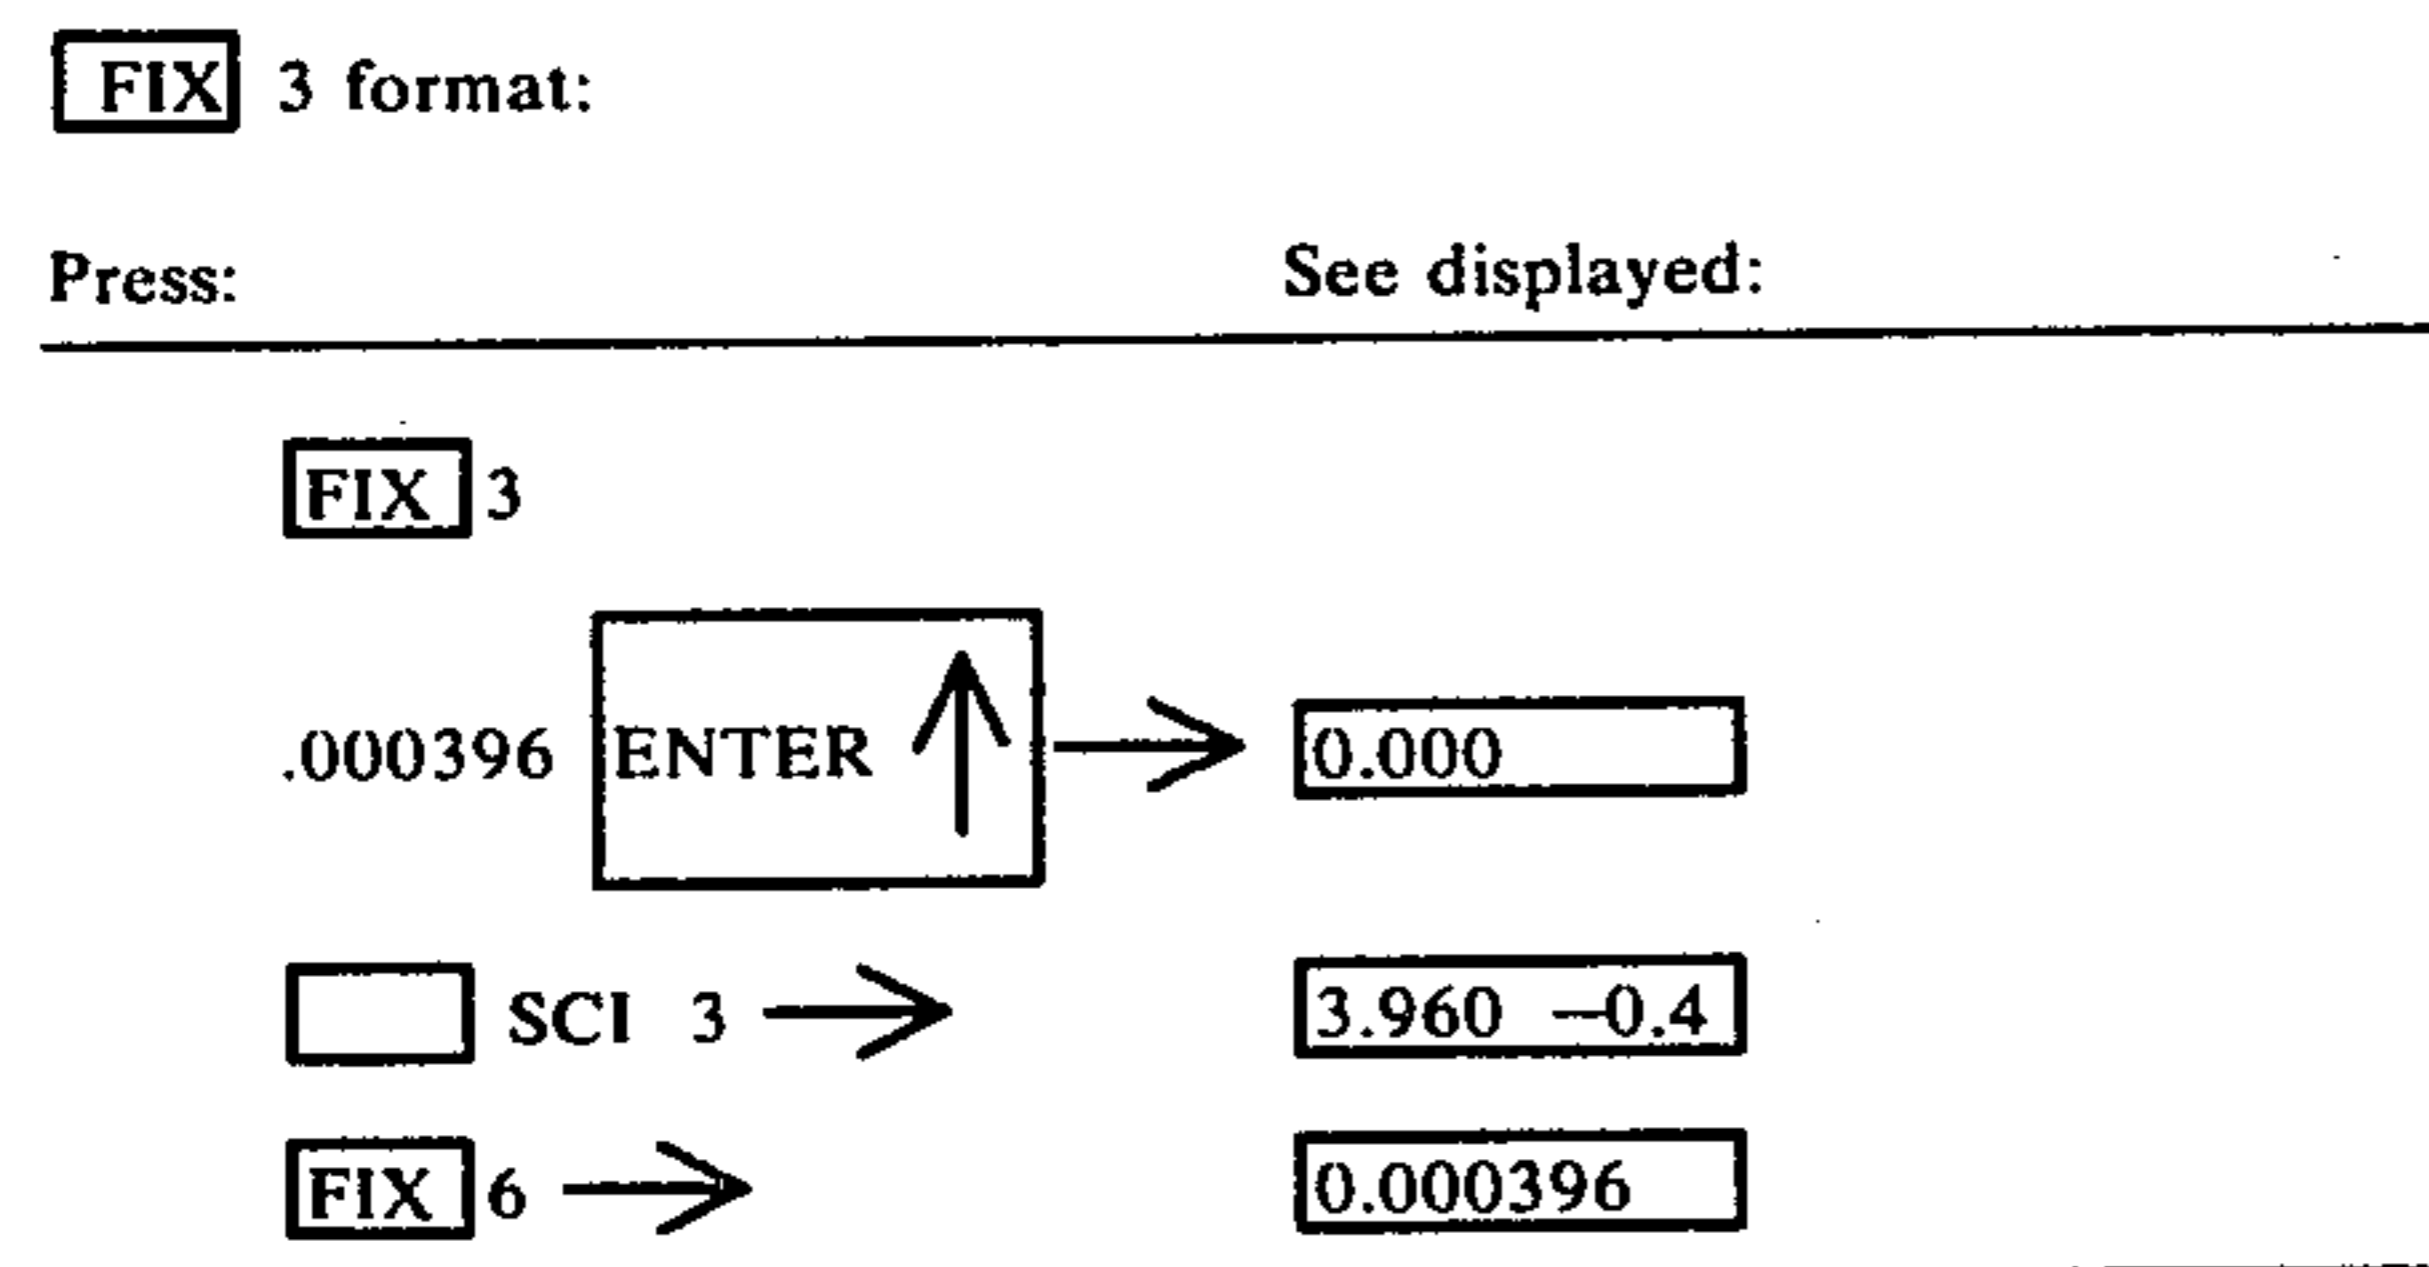 FIX 3 format:
Press: See displayed:
FIX 3
.000396 ENTER ↑ → 0.000
SCI 3 → 3.960 —0.4
FIX 6 → 0.000396